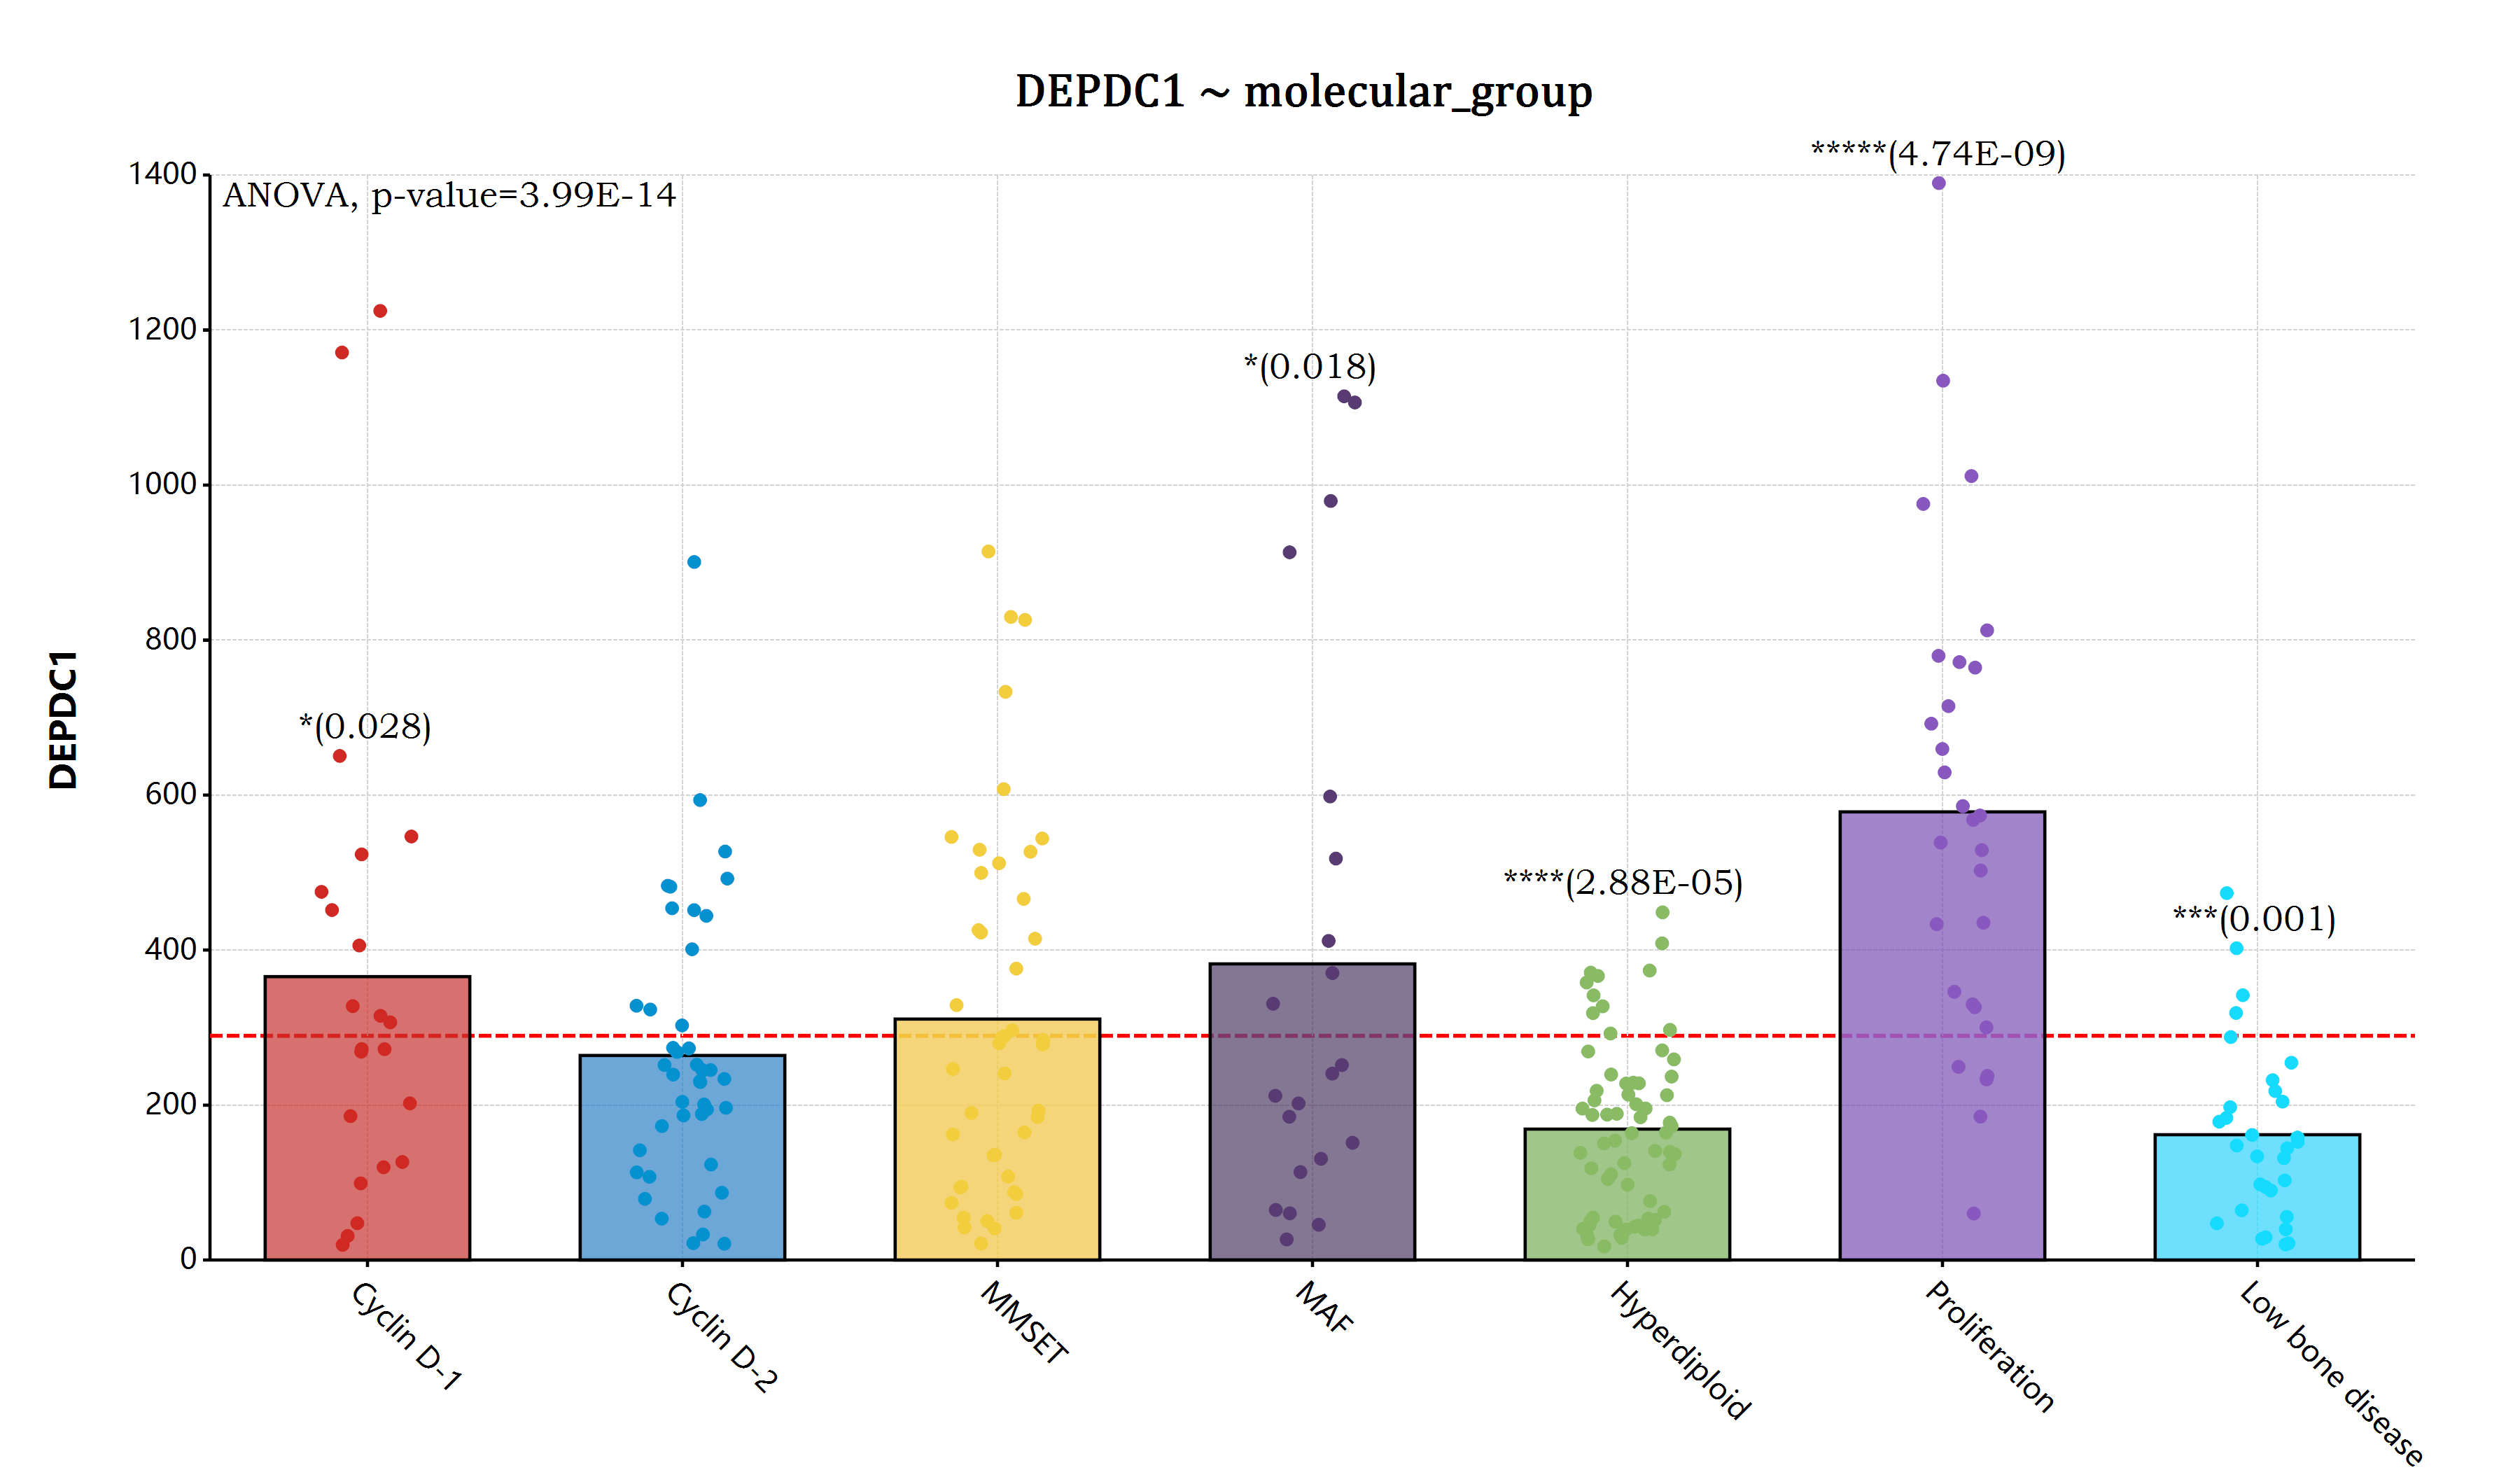 DEPDC1 ~ molecular_group
*****(4.74E-09)
1400
ANOVA, p-value=3.99E-14
1200
*(0.018)
1000
800
DEPDC1
*(0.028)
600
****(2.88E-05)
***(0.001)
400
200
0
Cyclin D-1
Cyclin D-2
MMSET
MAF
Hyperdiploid
Proliferation
Low bone disease